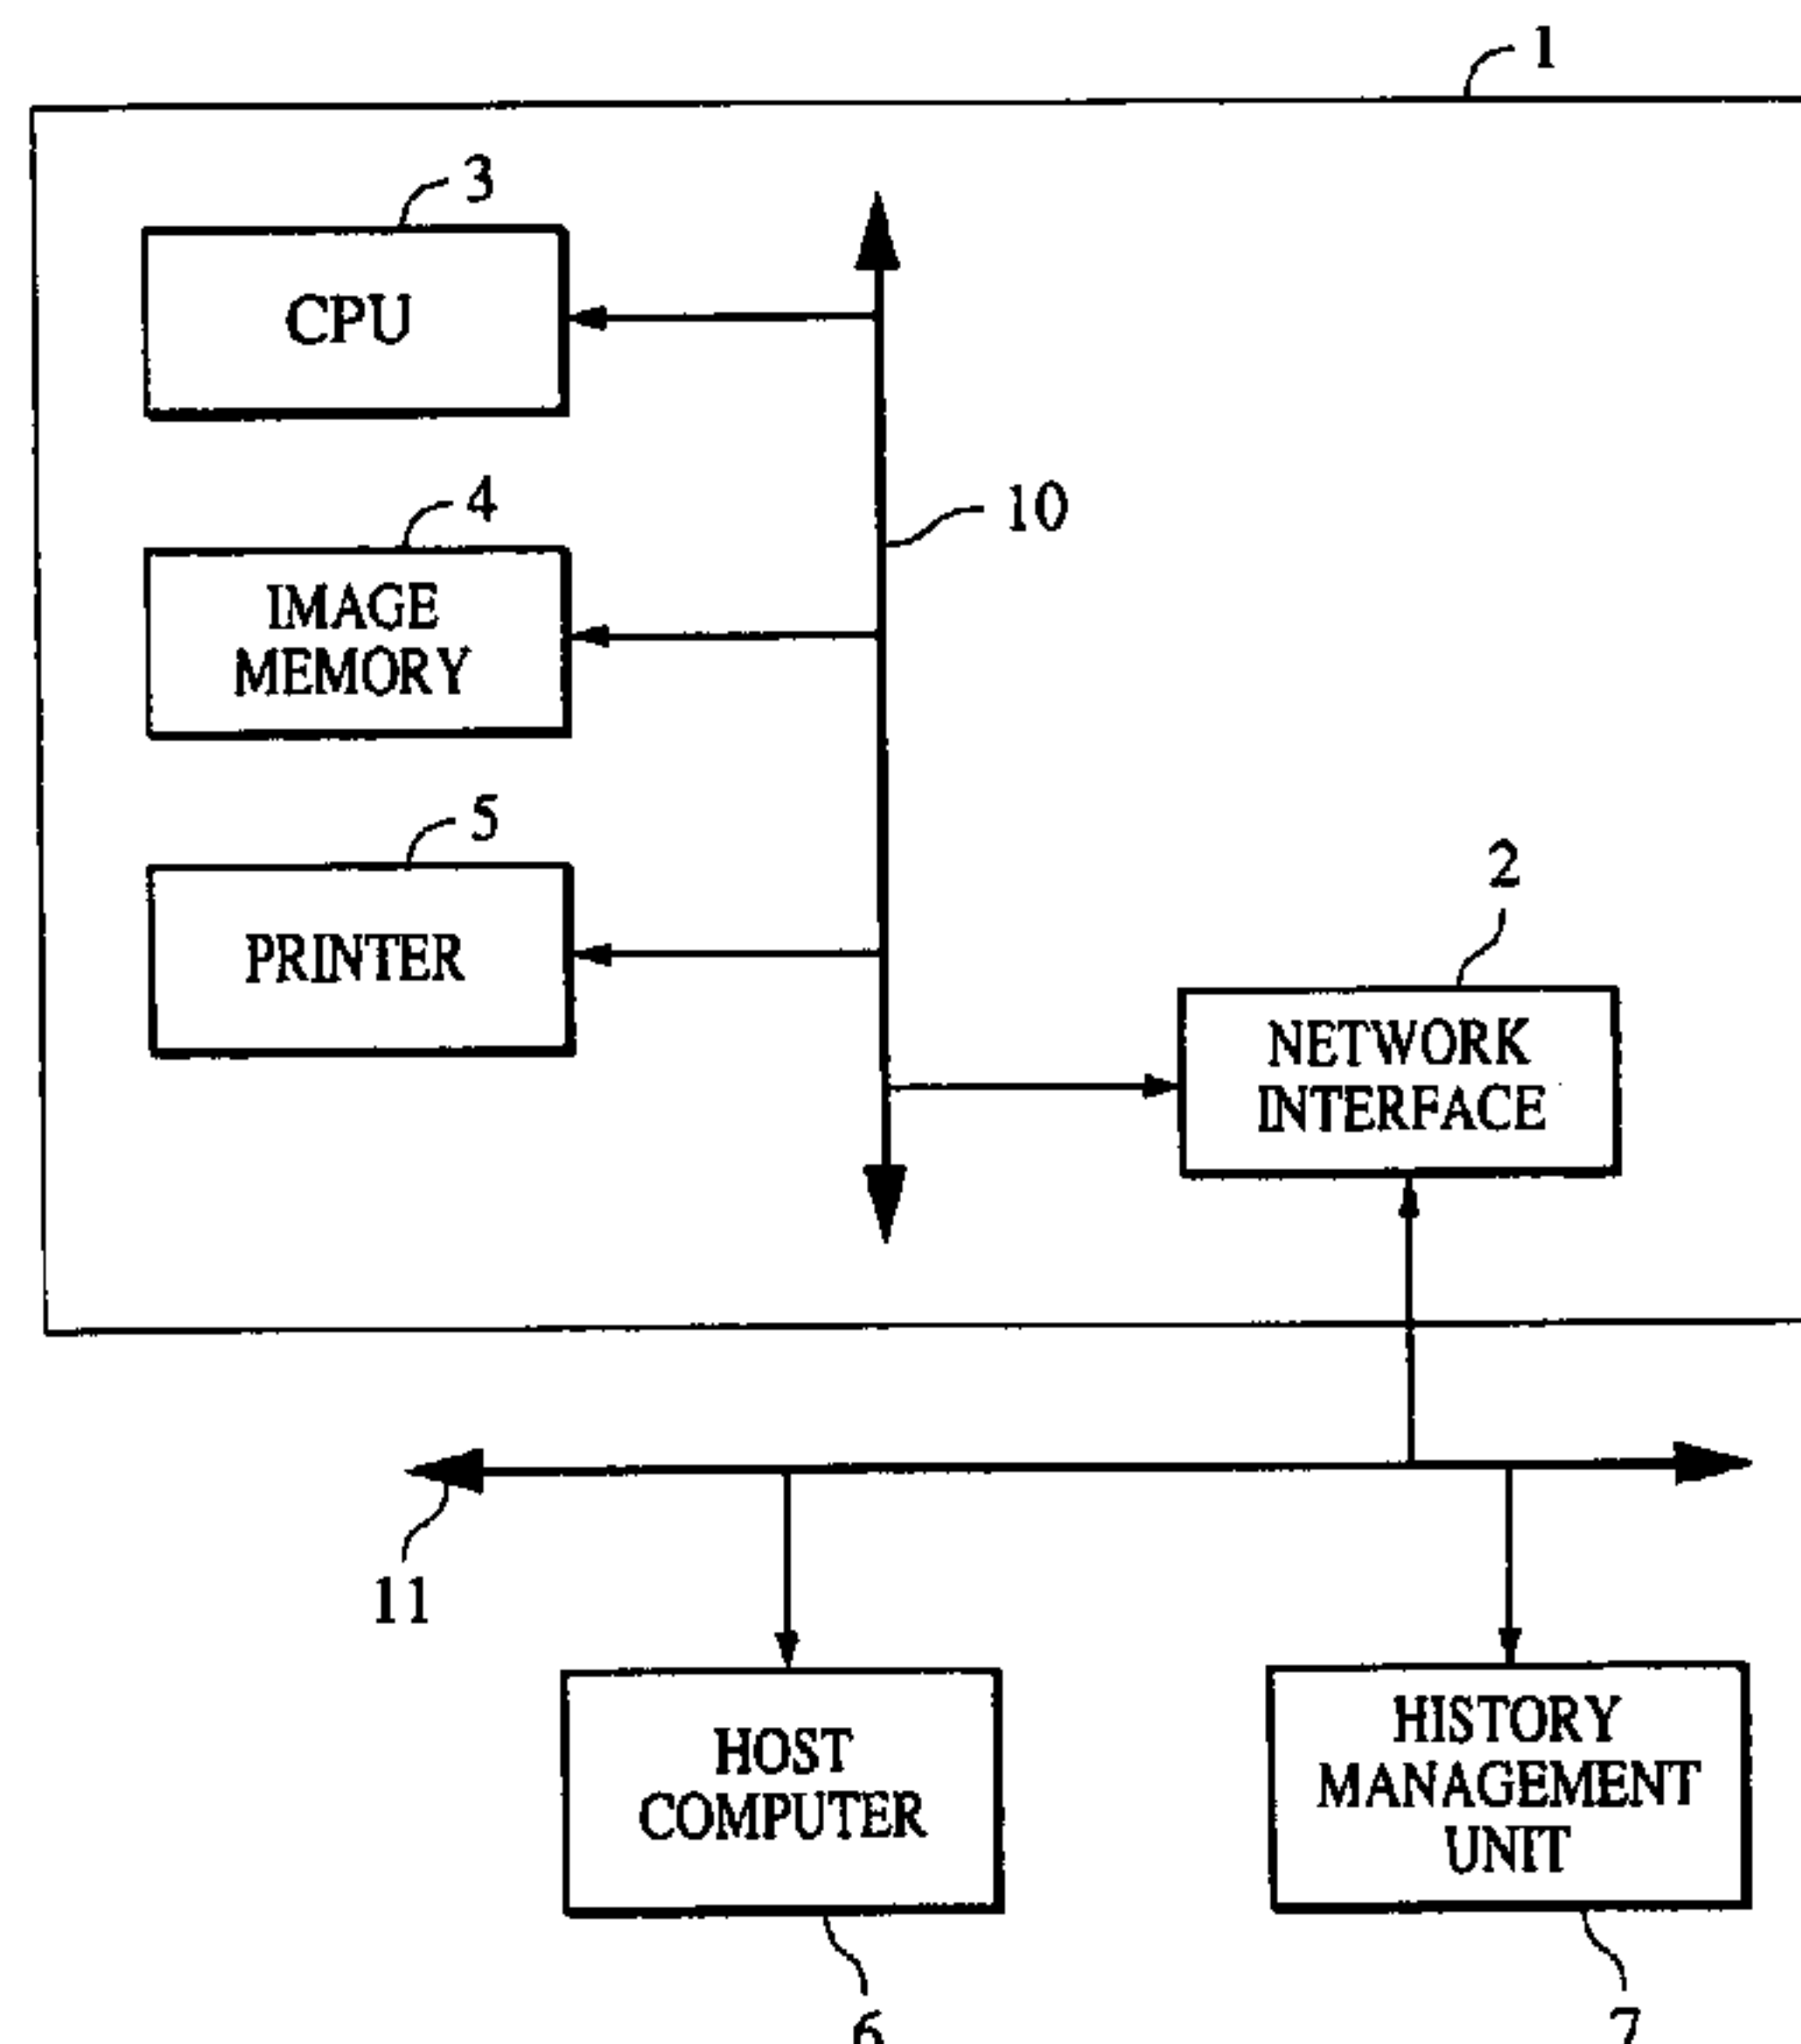 1
3
CPU
4
10
IMAGE
MEMORY
5
PRINTER
2
NETWORK
INTERFACE
11
HOST
COMPUTER
HISTORY
MANAGEMENT
UNIT
6
7